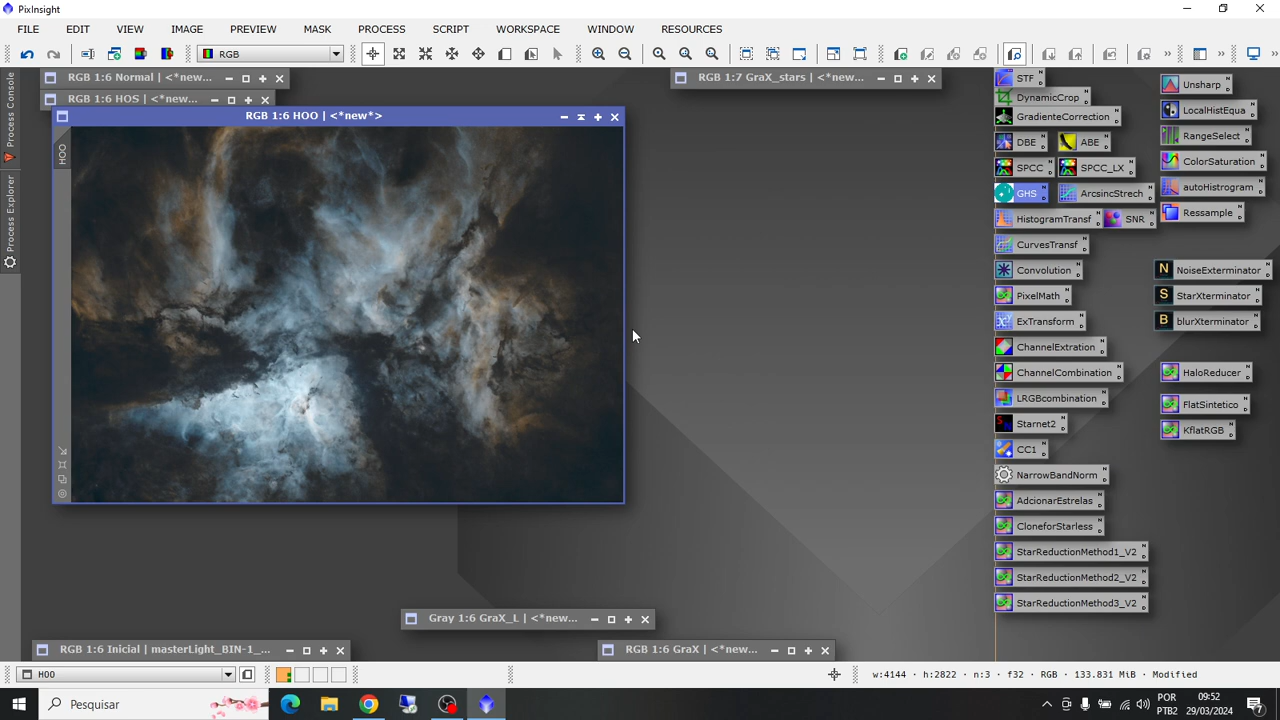 PixInsight
FILE EDIT VIEW IMAGE PROCESS PREVIEW MASK SCRIPT WORKSPACE WINDOW RESOURCES
RGB
Process Console
Process Explorer
RGB 1:6 Normal | <*new...
RGB 1:6 HOS | <*new...
RGB 1:6 HOO | <*new*>
HOO
RGB 1:7 GraX_stars | <*new...
STF
DynamicCrop
GradienteCorrection
DBE ABE
SPCC SPCC_LX
GHS ArcsincStrech
HistogramTransf SNR
CurvesTransf
Convolution
PixelMath
ExTransform
ChannelExtration
ChannelCombination
LRGBcombination
Starnet2
CC1
NarrowBandNorm
AdcionarEstrelas
CloneforStarless
StarReductionMethod1_V2
StarReductionMethod2_V2
StarReductionMethod3_V2
Unsharp
LocalHistEqua
RangeSelect
ColorSaturation
autoHistrogram
Ressample
N NoiseExterminator
S StarXterminator
B blurXterminator
HaloReducer
FlatSintetico
KflatRGB
Gray 1:6 GraX_L | <*new...
RGB 1:6 Inicial | masterLight_BIN-1_...
RGB 1:6 GraX | <*new...
HOO
w:4144 · h:2822 · n:3 · f32 · RGB · 133.831 MiB · Modified
Pesquisar
POR
PTB2
09:52
29/03/2024